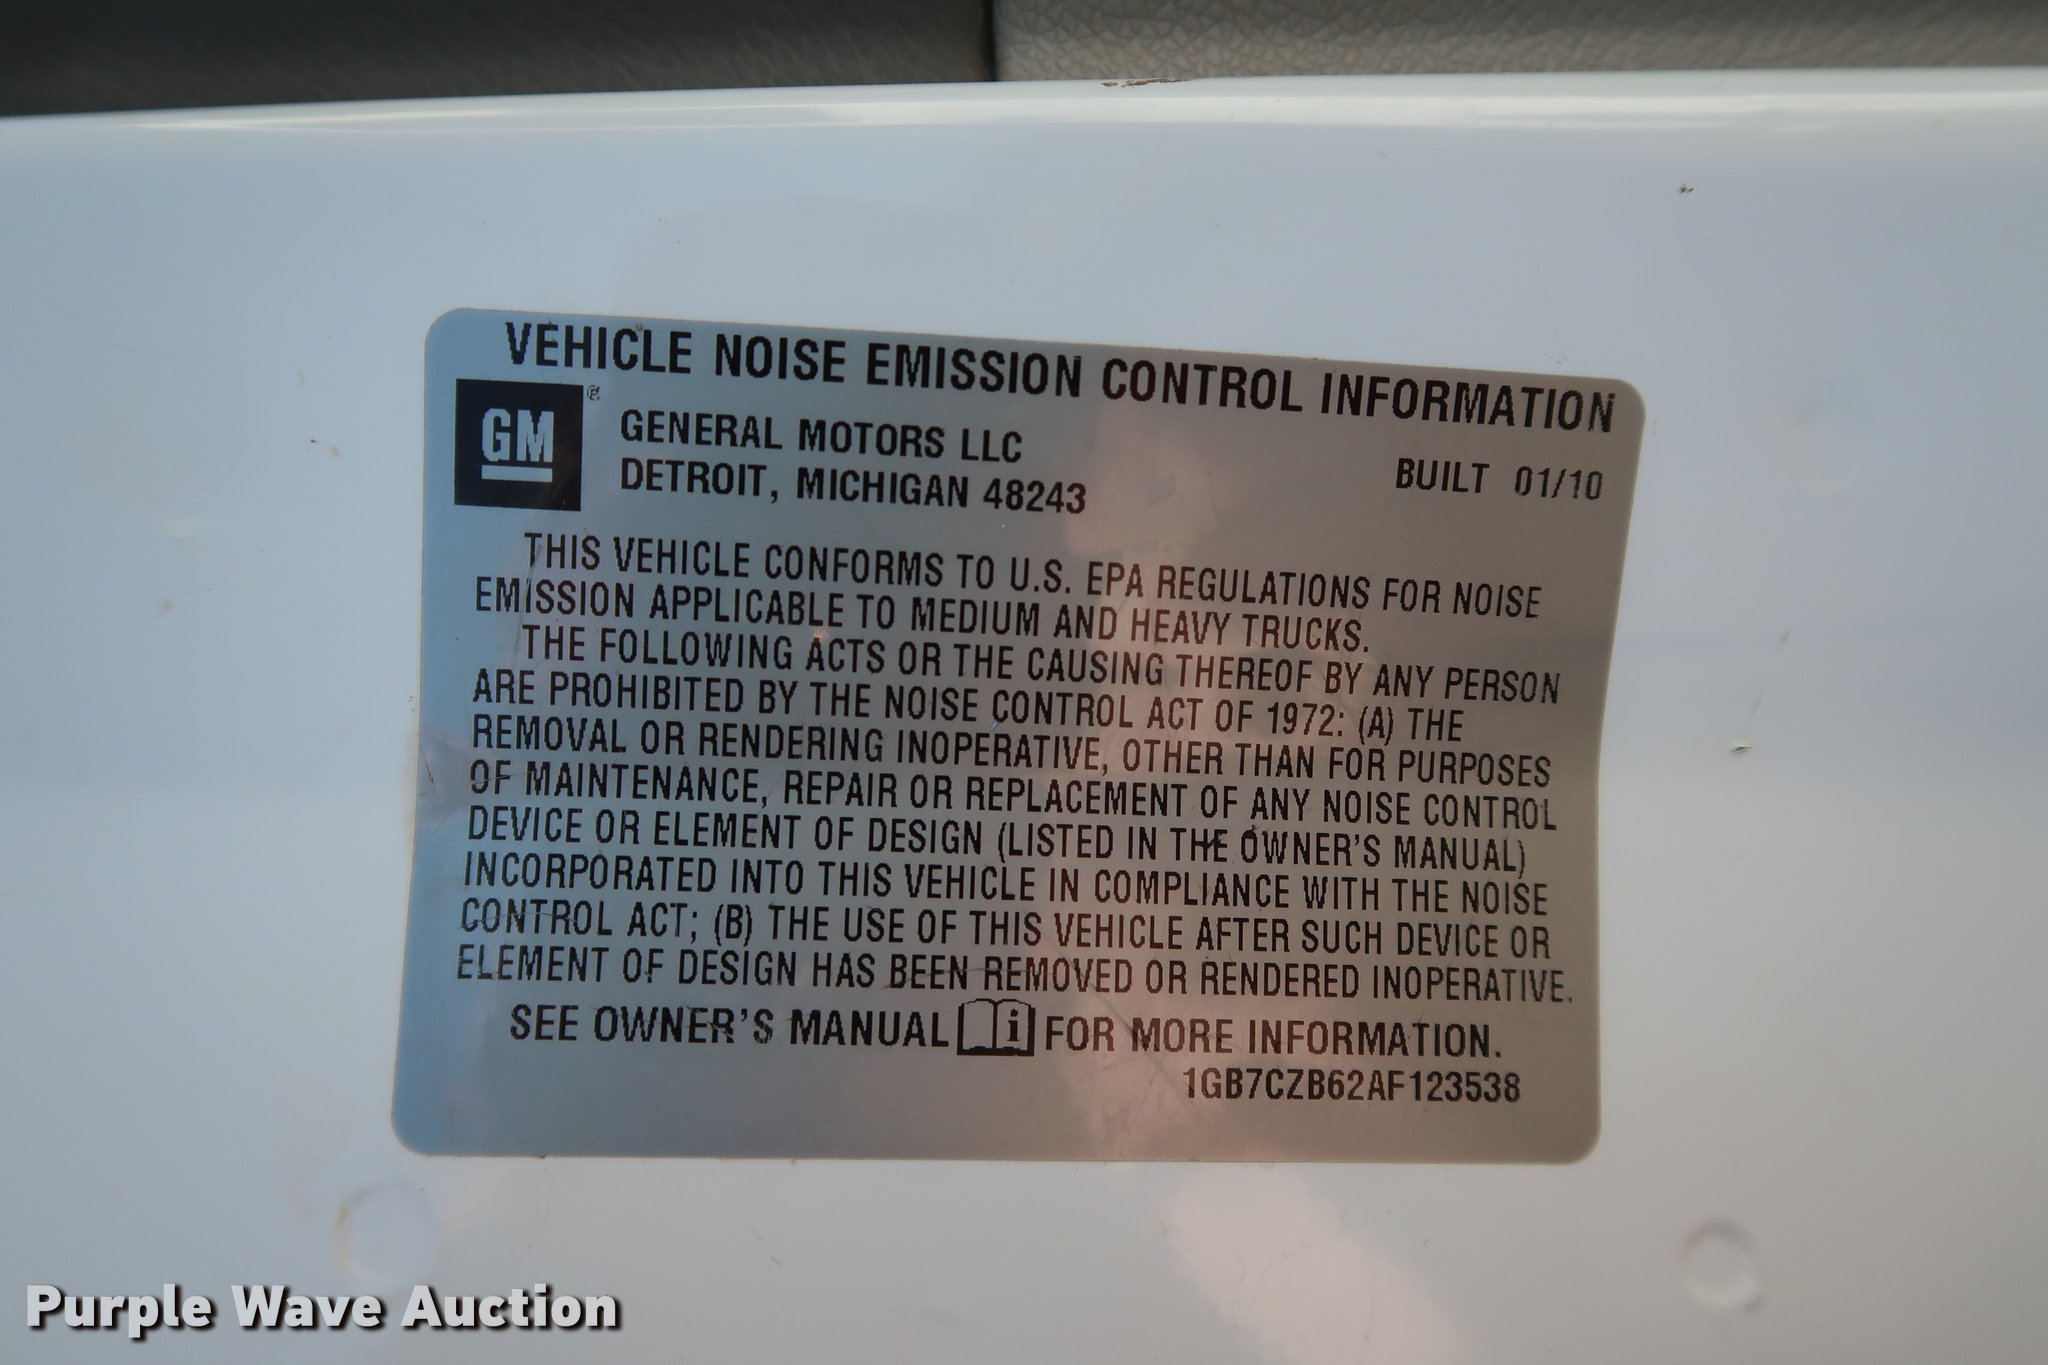 VEHICLE NOISE EMISSION CONTROL INFORMATION
GM®
GENERAL MOTORS LLC
DETROIT, MICHIGAN 48243
BUILT 01/10
THIS VEHICLE CONFORMS TO U.S. EPA REGULATIONS FOR NOISE
EMISSION APPLICABLE TO MEDIUM AND HEAVY TRUCKS.
THE FOLLOWING ACTS OR THE CAUSING THEREOF BY ANY PERSON
ARE PROHIBITED BY THE NOISE CONTROL ACT OF 1972: (A) THE
REMOVAL OR RENDERING INOPERATIVE, OTHER THAN FOR PURPOSES
OF MAINTENANCE, REPAIR OR REPLACEMENT OF ANY NOISE CONTROL
DEVICE OR ELEMENT OF DESIGN (LISTED IN THE OWNER'S MANUAL)
INCORPORATED INTO THIS VEHICLE IN COMPLIANCE WITH THE NOISE
CONTROL ACT; (B) THE USE OF THIS VEHICLE AFTER SUCH DEVICE OR
ELEMENT OF DESIGN HAS BEEN REMOVED OR RENDERED INOPERATIVE.
SEE OWNER'S MANUAL i FOR MORE INFORMATION.
1GB7CZB62AF123538
Purple Wave Auction